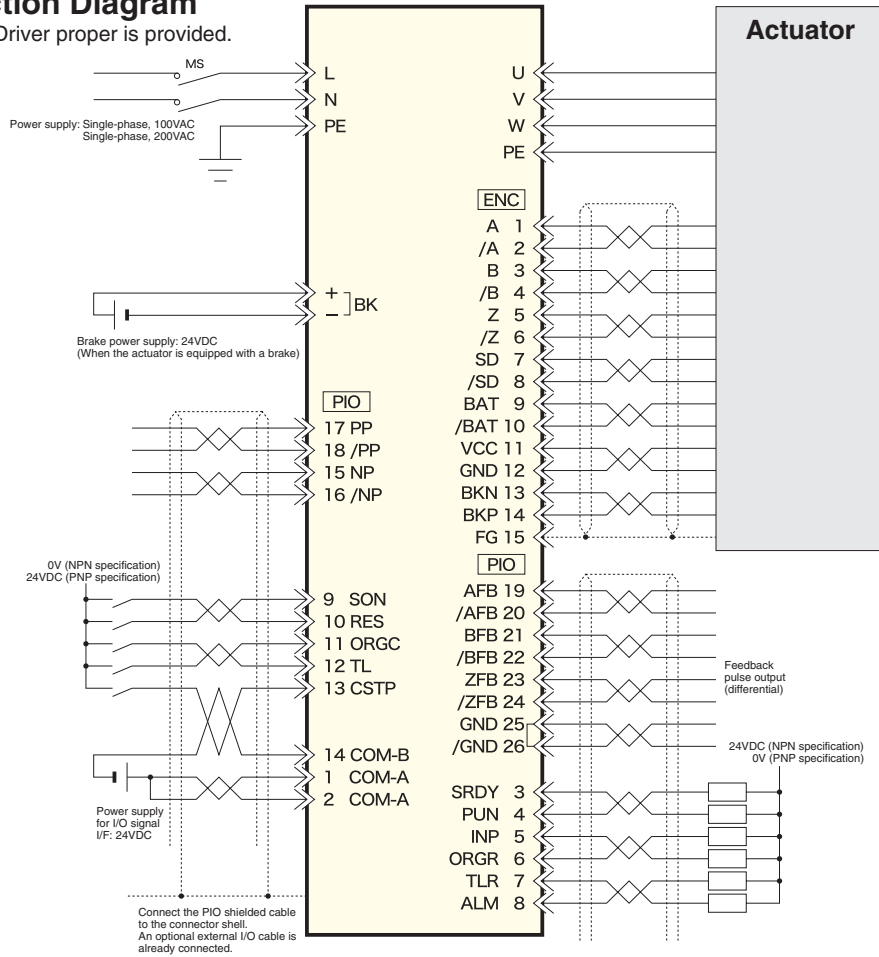 ction Diagram
Driver proper is provided.
MS
L
N
PE
Power supply: Single-phase, 100VAC
Single-phase, 200VAC
U
V
W
PE
Actuator
ENC
A 1
/A 2
B 3
/B 4
Z 5
/Z 6
SD 7
/SD 8
BAT 9
/BAT 10
VCC 11
GND 12
BKN 13
BKP 14
FG 15
+
−
BK
Brake power supply: 24VDC
(When the actuator is equipped with a brake)
PIO
17 PP
18 /PP
15 NP
16 /NP
0V (NPN specification)
24VDC (PNP specification)
9 SON
10 RES
11 ORGC
12 TL
13 CSTP
14 COM-B
1 COM-A
2 COM-A
Power supply
for I/O signal
I/F: 24VDC
Connect the PIO shielded cable
to the connector shell.
An optional external I/O cable is
already connected.
PIO
AFB 19
/AFB 20
BFB 21
/BFB 22
ZFB 23
/ZFB 24
GND 25
/GND 26
Feedback
pulse output
(differential)
24VDC (NPN specification)
0V (PNP specification)
SRDY 3
PUN 4
INP 5
ORGR 6
TLR 7
ALM 8